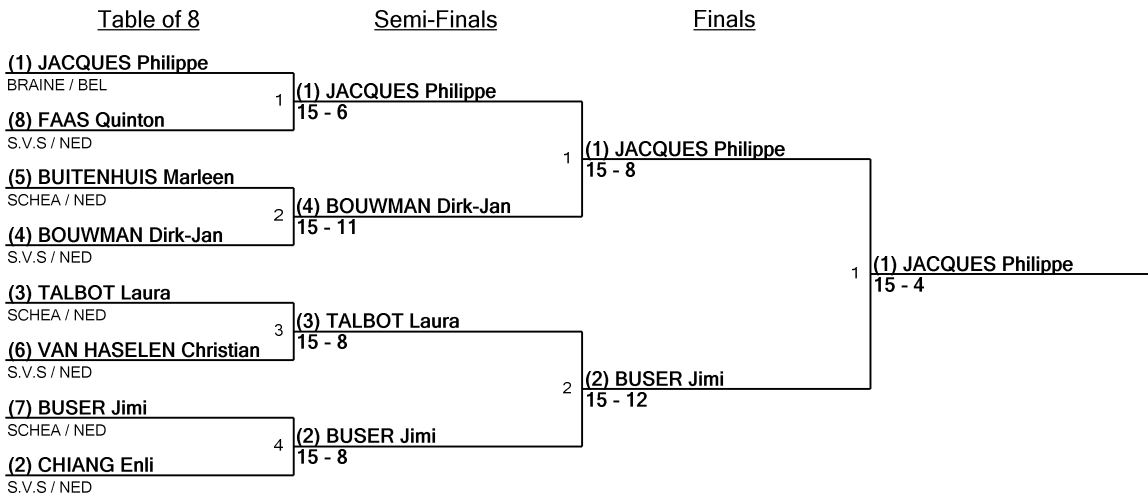 Table of 8
Semi-Finals
Finals
(1) JACQUES Philippe
BRAINE / BEL
1
(8) FAAS Quinton
S.V.S / NED
(5) BUITENHUIS Marleen
SCHEA / NED
2
(4) BOUWMAN Dirk-Jan
S.V.S / NED
(3) TALBOT Laura
SCHEA / NED
3
(6) VAN HASELEN Christian
S.V.S / NED
(7) BUSER Jimi
SCHEA / NED
4
(2) CHIANG Enli
S.V.S / NED
(1) JACQUES Philippe
15 - 6
1
(4) BOUWMAN Dirk-Jan
15 - 11
(3) TALBOT Laura
15 - 8
2
(2) BUSER Jimi
15 - 8
(1) JACQUES Philippe
15 - 8
1
(2) BUSER Jimi
15 - 12
(1) JACQUES Philippe
15 - 4